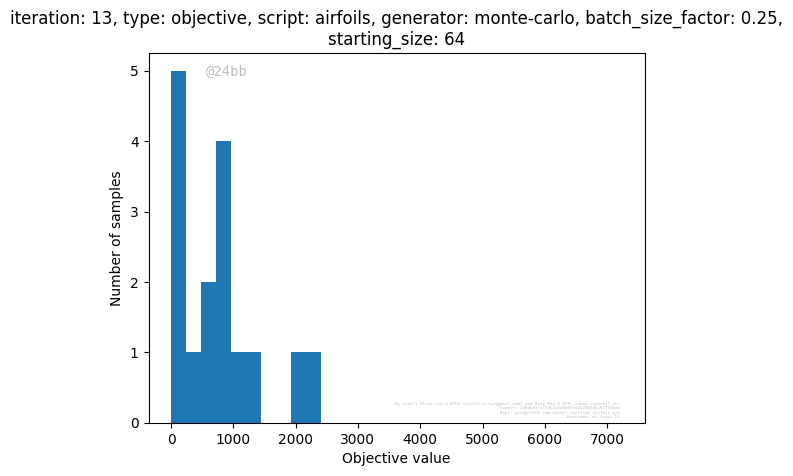 iteration: 13, type: objective, script: airfoils, generator: monte-carlo, batch_size_factor: 0.25,
starting_size: 64
@24bb
5
4
3
2
1
0
Number of samples
0 1000 2000 3000 4000 5000 6000 7000
Objective value